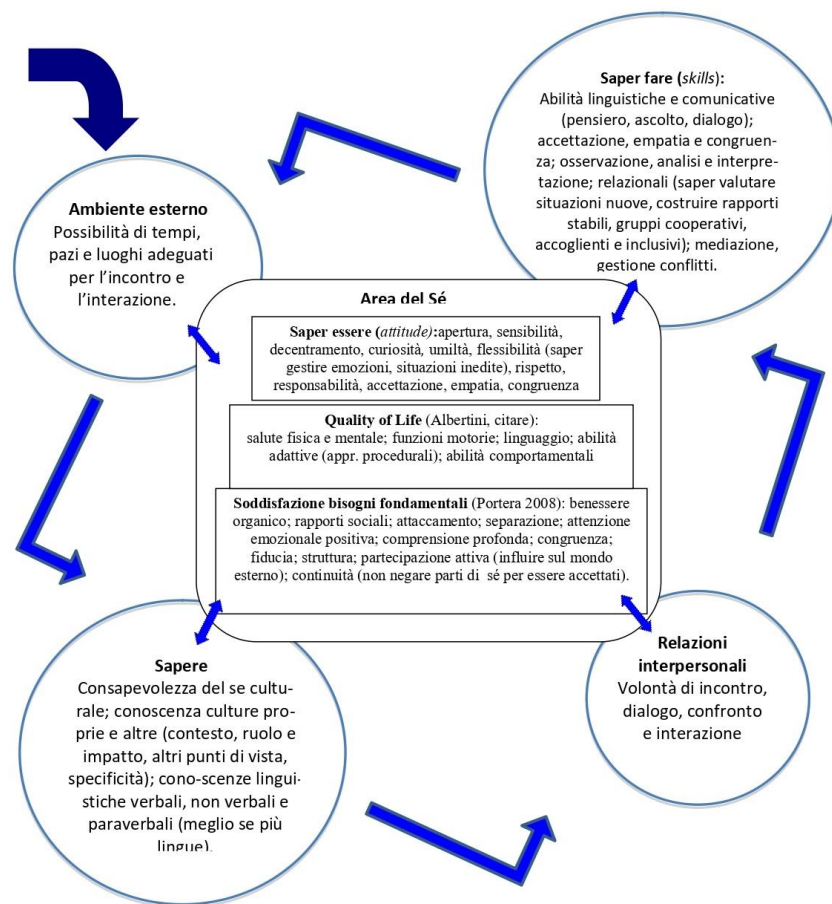 Saper fare (skills):
Abilità linguistiche e comunicative
(pensiero, ascolto, dialogo);
accettazione, empatia e congruen-
za; osservazione, analisi e interpre-
tazione; relazionali (saper valutare
situazioni nuove, costruire rapporti
stabili, gruppi cooperativi,
accoglienti e inclusivi); mediazione,
gestione conflitti.
Ambiente esterno
Possibilità di tempi,
pazi e luoghi adeguati
per l’incontro e
l’interazione.
Area del Sé
Saper essere (attitude):apertura, sensibilità,
decentramento, curiosità, umiltà, flessibilità (saper
gestire emozioni, situazioni inedite), rispetto,
responsabilità, accettazione, empatia, congruenza
Quality of Life (Albertini, citare):
salute fisica e mentale; funzioni motorie; linguaggio; abilità
adattive (appr. procedurali); abilità comportamentali
Soddisfazione bisogni fondamentali (Portera 2008): benessere
organico; rapporti sociali; attaccamento; separazione; attenzione
emozionale positiva; comprensione profonda; congruenza;
fiducia; struttura; partecipazione attiva (influire sul mondo
esterno); continuità (non negare parti di sé per essere accettati).
Sapere
Consapevolezza del se cultu-
rale; conoscenza culture pro-
prie e altre (contesto, ruolo e
impatto, altri punti di vista,
specificità); cono-scenze lingui-
stiche verbali, non verbali e
paraverbali (meglio se più
lingue).
Relazioni
interpersonali
Volontà di incontro,
dialogo, confronto
e interazione